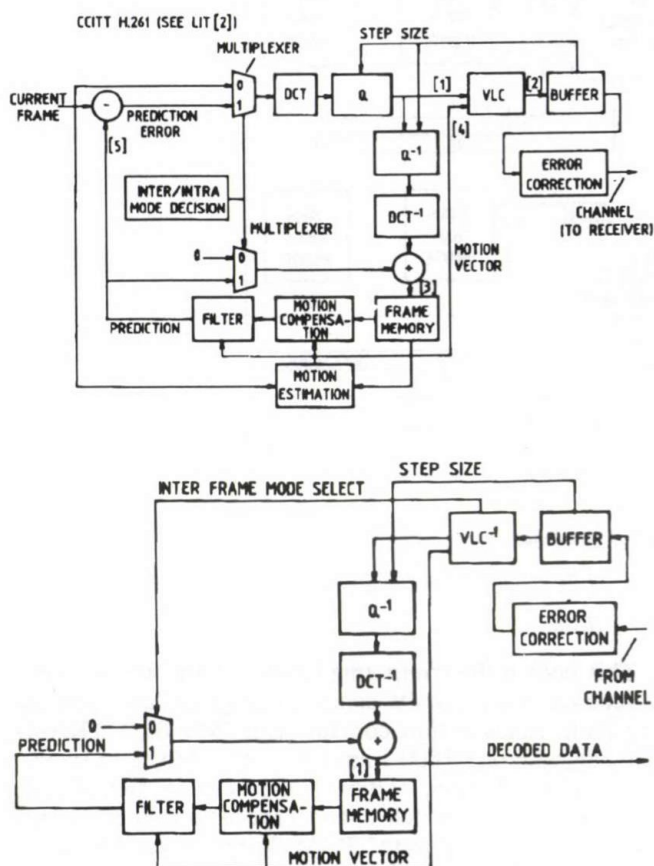 CCITT H.261 (SEE LIT[2])
STEP SIZE
MULTIPLEXER
0
1
DCT
Q
[1]
VLC
[2]
BUFFER
CURRENT
FRAME
-
PREDICTION
ERROR
[5]
[4]
Q⁻¹
ERROR
CORRECTION
INTER/INTRA
MODE DECISION
DCT⁻¹
CHANNEL
(TO RECEIVER)
MULTIPLEXER
0
0
1
+
MOTION
VECTOR
[3]
PREDICTION
FILTER
MOTION
COMPENSA-
TION
FRAME
MEMORY
MOTION
ESTIMATION
STEP SIZE
INTER FRAME MODE SELECT
VLC⁻¹
BUFFER
Q⁻¹
ERROR
CORRECTION
DCT⁻¹
FROM
CHANNEL
0
0
PREDICTION
1
+
DECODED DATA
[1]
FILTER
MOTION
COMPENSA-
TION
FRAME
MEMORY
MOTION VECTOR